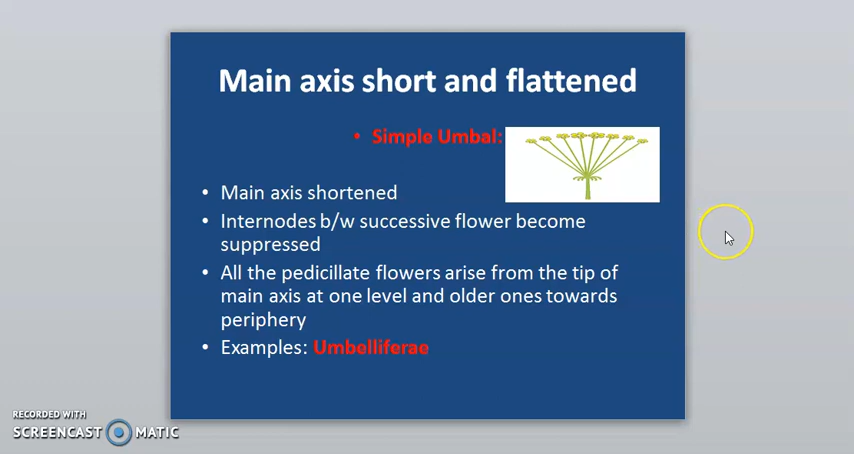 Main axis short and flattened
• Simple Umbal:
• Main axis shortened
• Internodes b/w successive flower become
suppressed
• All the pedicillate flowers arise from the tip of
main axis at one level and older ones towards
periphery
• Examples: Umbelliferae
RECORDED WITH
SCREENCAST MATIC